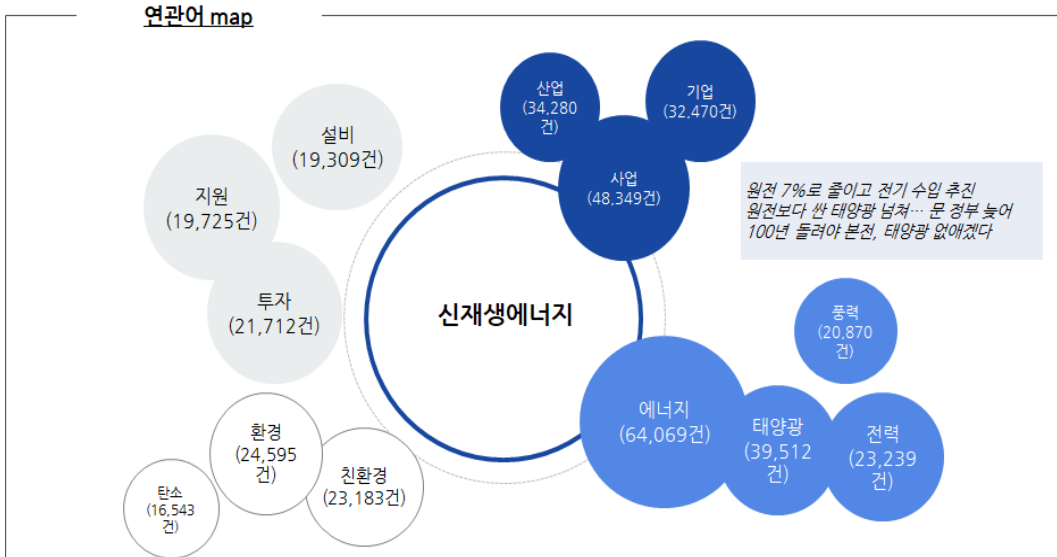 연관어 map
산업
(34,280
건)
기업
(32,470건)
사업
(48,349건)
설비
(19,309건)
지원
(19,725건)
투자
(21,712건)
원전 7%로 줄이고 전기 수입 추진
원전보다 싼 태양광 넘쳐… 문 정부 늦어
100년 돌려야 본전, 태양광 없애겠다
신재생에너지
풍력
(20,870
건)
에너지
(64,069건)
태양광
(39,512
건)
전력
(23,239
건)
환경
(24,595
건)
친환경
(23,183건)
탄소
(16,543
건)